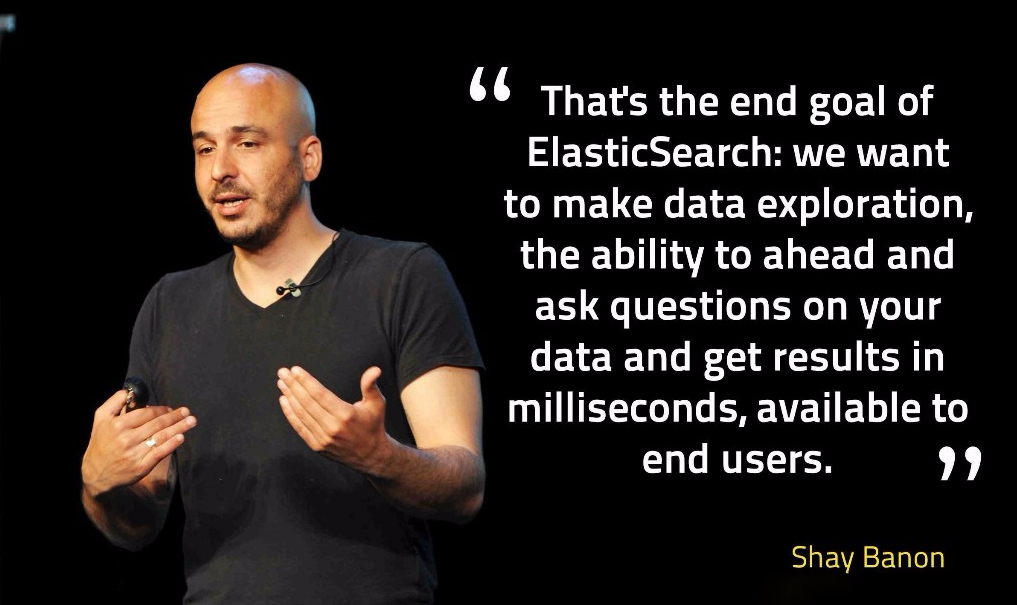 “ That's the end goal of
ElasticSearch: we want
to make data exploration,
the ability to ahead and
ask questions on your
data and get results in
milliseconds, available to
end users. ”
Shay Banon